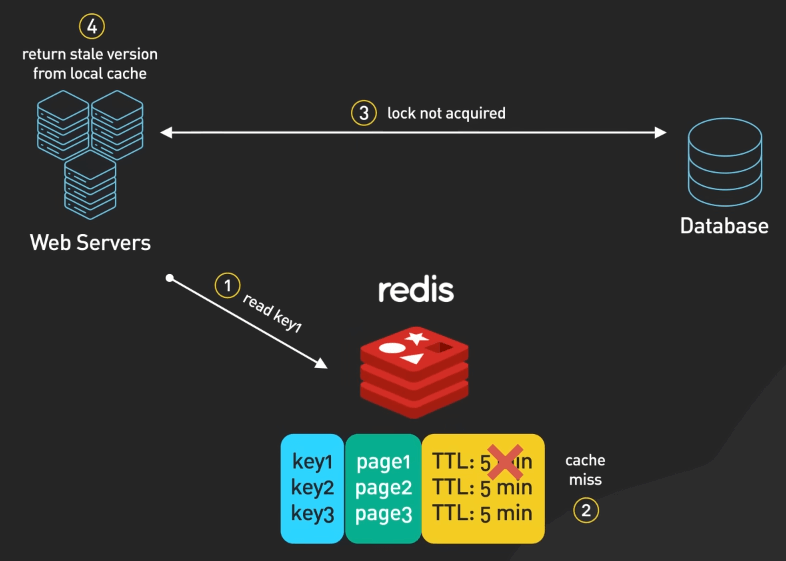 4
return stale version
from local cache
3 lock not acquired
Web Servers
Database
1 read key1
redis
key1 page1 TTL: 5 min
key2 page2 TTL: 5 min
key3 page3 TTL: 5 min
cache
miss
2